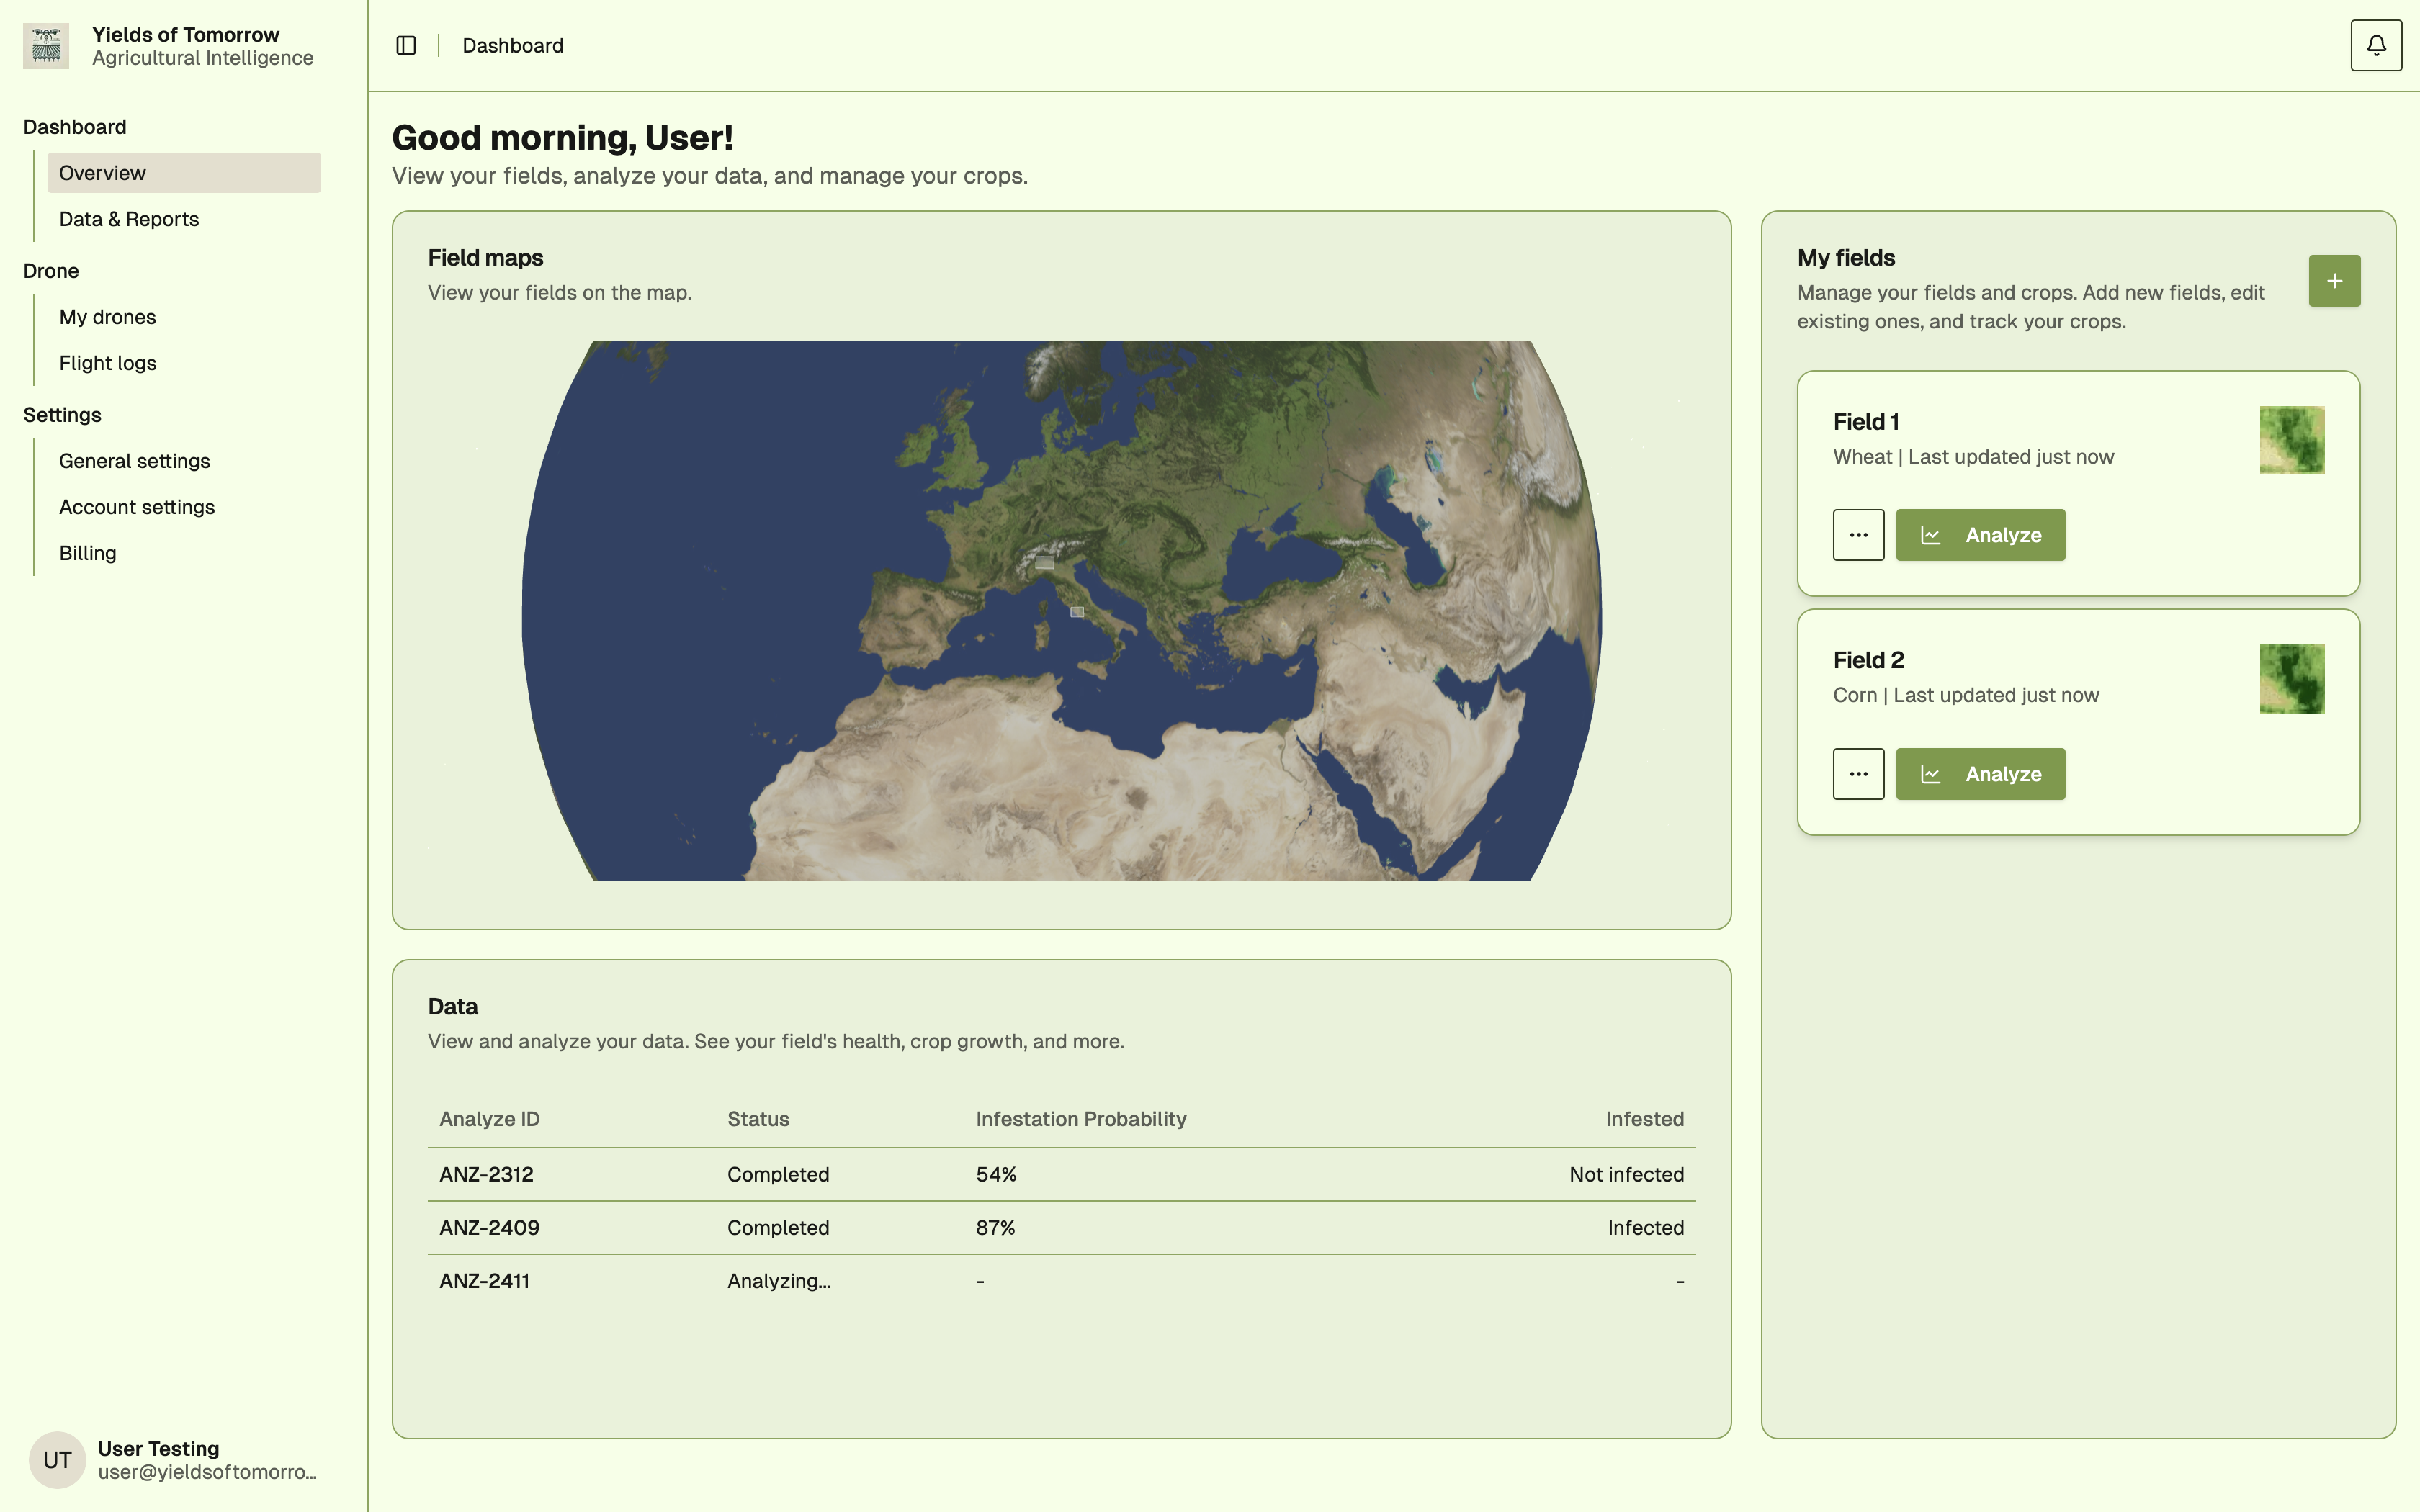 Yields of Tomorrow
Agricultural Intelligence
Dashboard
Overview
Data & Reports
Drone
My drones
Flight logs
Settings
General settings
Account settings
Billing
UT
User Testing
user@yieldsoftomorro...
Dashboard
Good morning, User!
View your fields, analyze your data, and manage your crops.
Field maps
View your fields on the map.
Data
View and analyze your data. See your field's health, crop growth, and more.
Analyze ID Status Infestation Probability Infested
ANZ-2312 Completed 54% Not infected
ANZ-2409 Completed 87% Infected
ANZ-2411 Analyzing... - -
My fields
Manage your fields and crops. Add new fields, edit
existing ones, and track your crops.
Field 1
Wheat | Last updated just now
Analyze
Field 2
Corn | Last updated just now
Analyze